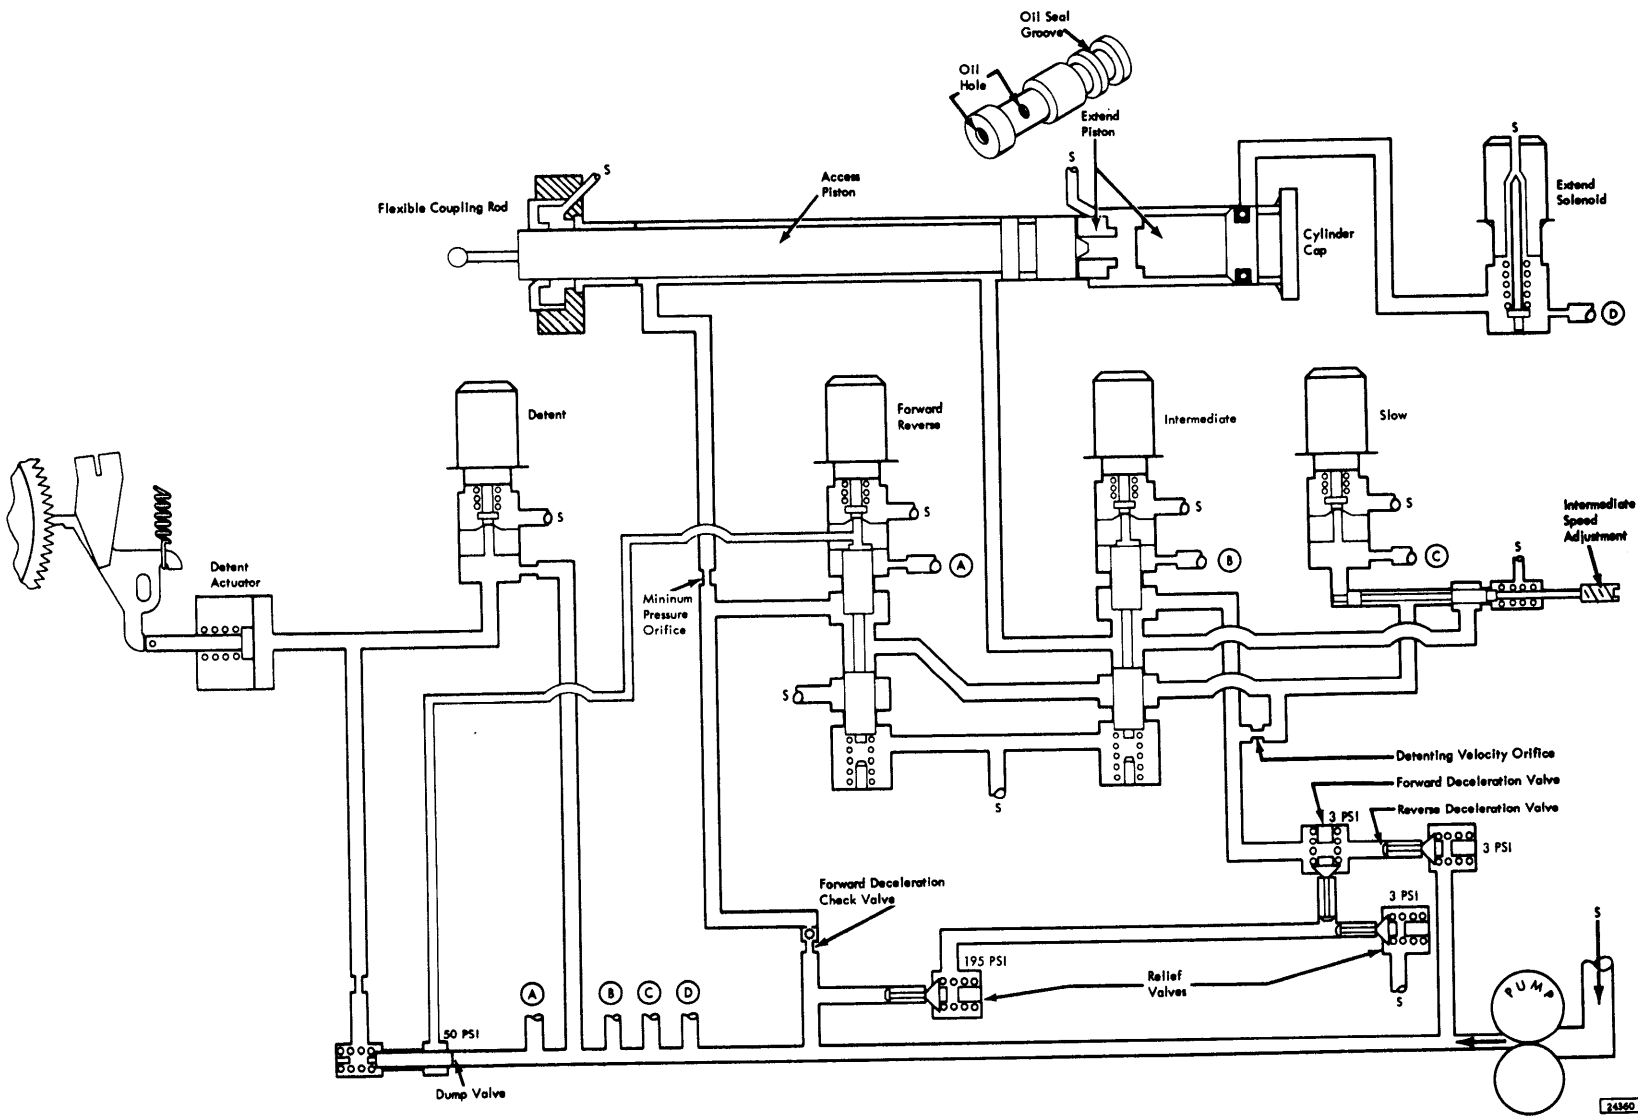 Oil Seal
Groove
Oil
Hole
Extend
Piston
S
S
S
Access
Piston
Flexible Coupling Rod
Extend
Solenoid
Cylinder
Cap
D
Detent
Forward
Reverse
Intermediate
Slow
S
S
S
S
Intermediate
Speed
Adjustment
S
A
B
C
Detent
Actuator
Mininum
Pressure
Orifice
S
S
Detenting Velocity Orifice
Forward Deceleration Valve
Reverse Deceleration Valve
3 PSI
3 PSI
Forward Deceleration
Check Valve
3 PSI
S
195 PSI
Relief
Valves
S
PUMP
A
B
C
D
50 PSI
Dump Valve
24360